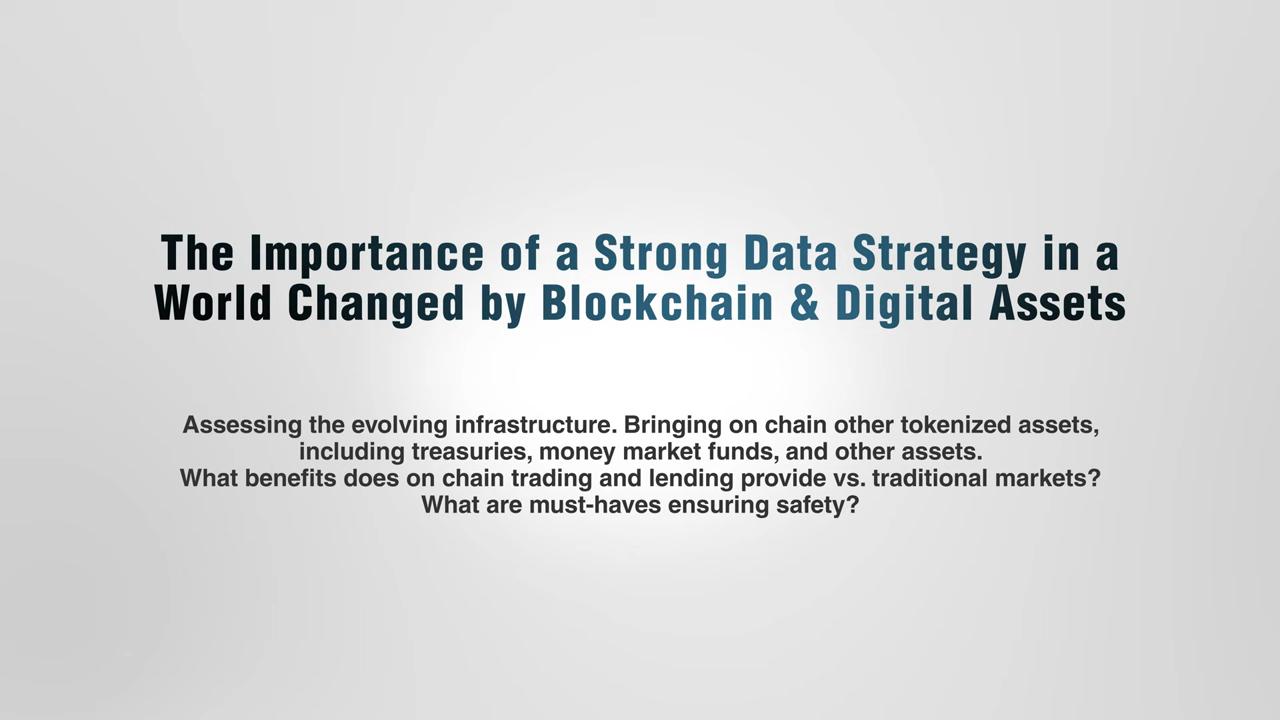 The Importance of a Strong Data Strategy in a
World Changed by Blockchain & Digital Assets
Assessing the evolving infrastructure. Bringing on chain other tokenized assets,
including treasuries, money market funds, and other assets.
What benefits does on chain trading and lending provide vs. traditional markets?
What are must-haves ensuring safety?